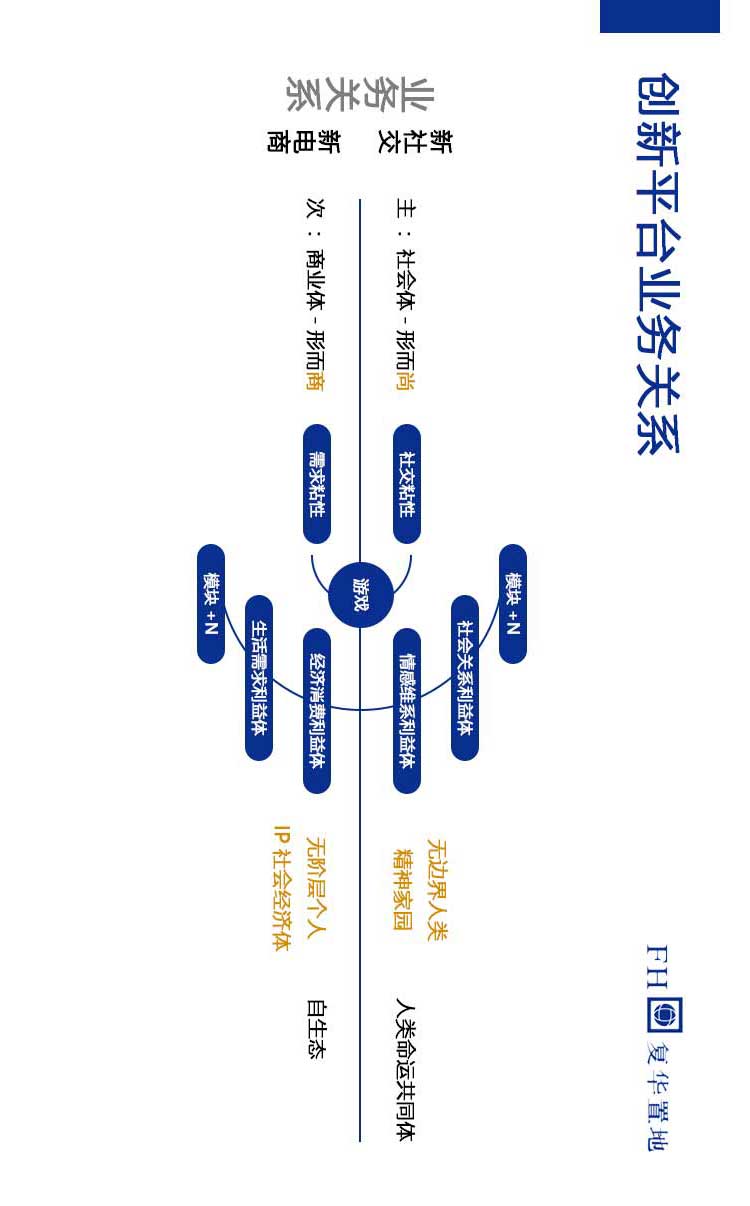 创新平台业务关系
FH 复华置地
业务关系
新社交
新电商
主：社会体 - 形而尚
次：商业体 - 形而商
社交粘性
需求粘性
游戏
模块 +N
社会关系利益体
情感维系利益体
经济消费利益体
生活需求利益体
模块 +N
无边界人类
精神家园
无阶层个人
IP 社会经济体
人类命运共同体
自生态